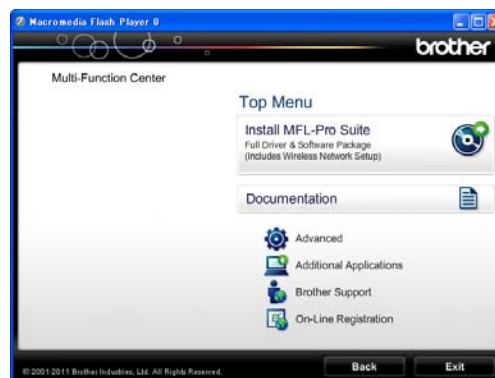 Macromedia Flash Player 8
brother
Multi-Function Center
Top Menu
Install MFL-Pro Suite
Full Driver & Software Package
(Includes Wireless Network Setup)
Documentation
Advanced
Additional Applications
Brother Support
On-Line Registration
© 2001-2011 Brother Industries, Ltd. All Rights Reserved.
Back
Exit